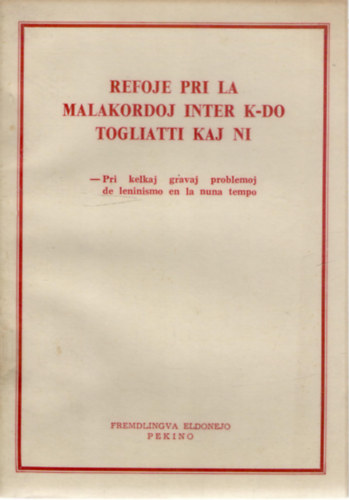 REFOJE PRI LA
MALAKORDOJ INTER K-DO
TOGLIATTI KAJ NI
—Pri kelkaj gravaj problemoj
de leninismo en la nuna tempo
FREMDLINGVA ELDONEJO
PEKINO